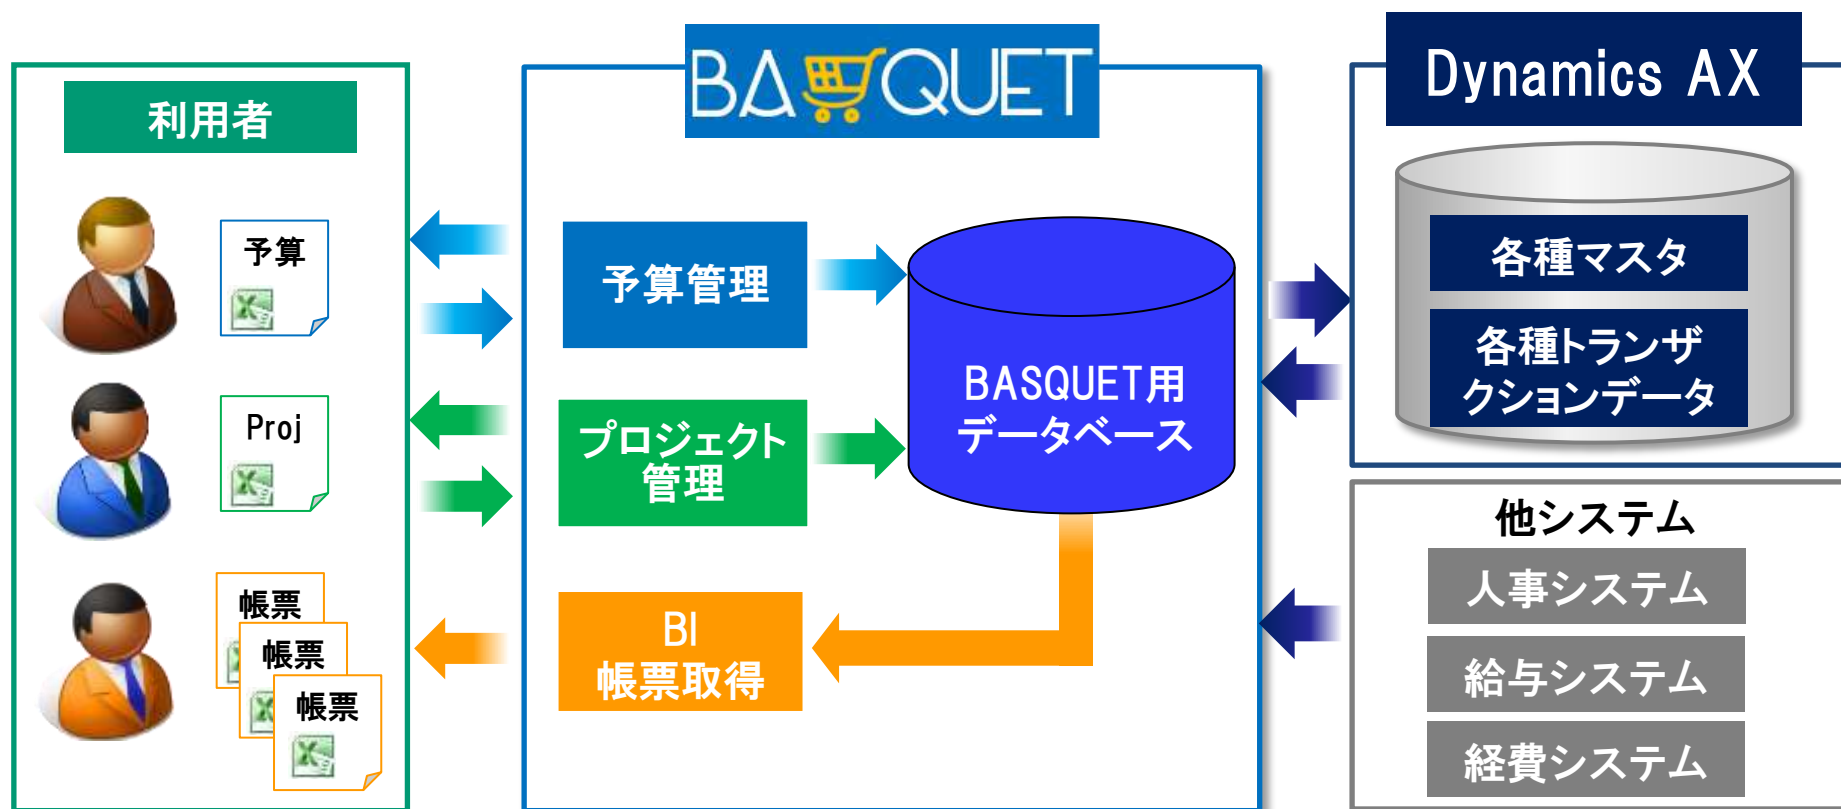 利用者
予算
Proj
帳票
帳票
帳票
BASQUET
予算管理
プロジェクト
管理
BI
帳票取得
BASQUET用
データベース
Dynamics AX
各種マスタ
各種トランザ
クションデータ
他システム
人事システム
給与システム
経費システム